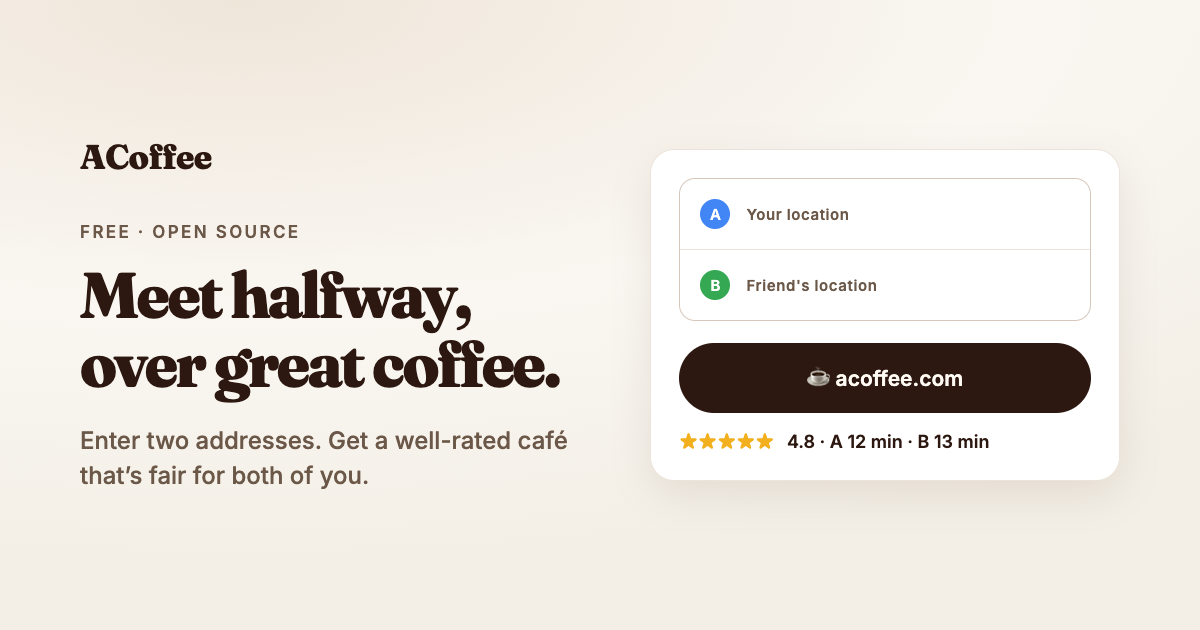 ACoffee
FREE · OPEN SOURCE
Meet halfway,
over great coffee.
Enter two addresses. Get a well-rated café
that’s fair for both of you.
A Your location
B Friend's location
☕ acoffee.com
★★★★★ 4.8 · A 12 min · B 13 min